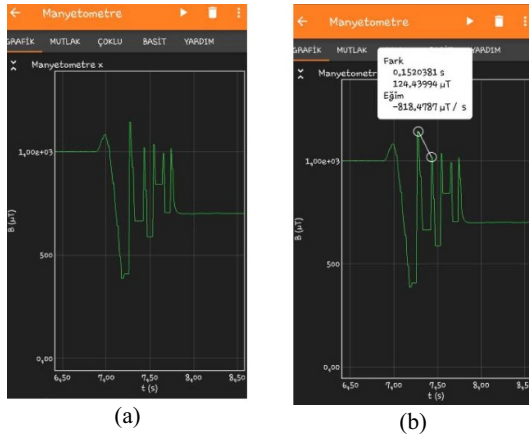 Manyetometre
GRAFİK MUTLAK ÇOKLU BASİT YARDIM
Manyetometre x
1,00e+03
500
0,00
B (µT)
6,50 7,00 7,50 8,00 8,50
t (s)
(a)
Manyetometre
GRAFİK MUTLAK YARDIM
Manyetometr
Fark
0,1520381 s
124,43994 µT
Eğim
-818,4787 µT / s
1,00e+03
500
0,00
B (µT)
6,50 7,00 7,50 8,00 8,5
t (s)
(b)